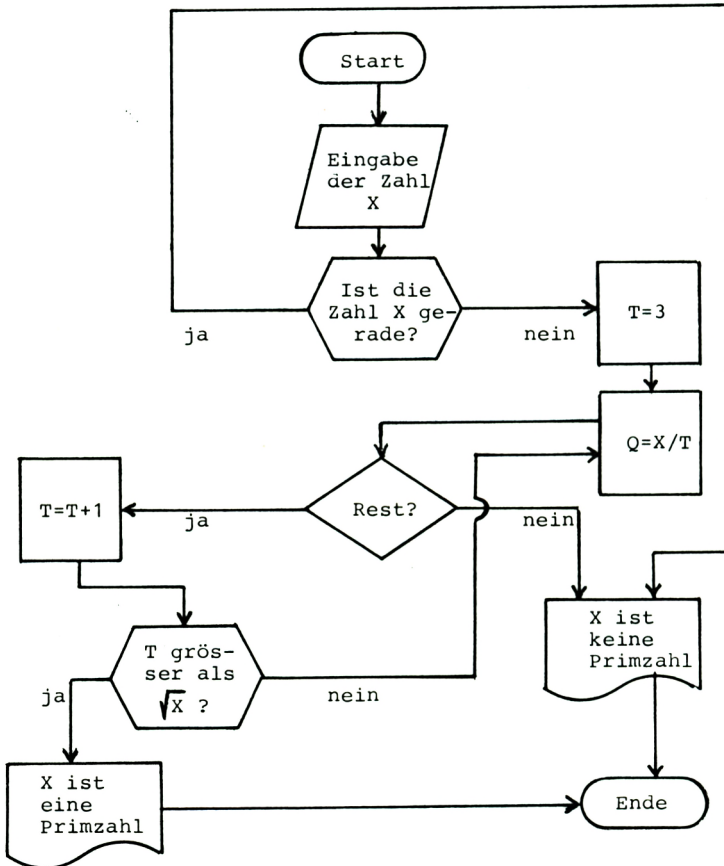 Start
Eingabe
der Zahl
X
Ist die
Zahl X ge-
rade?
ja
nein
T=3
Q=X/T
Rest?
ja
nein
T=T+1
T grös-
ser als
√X ?
ja
nein
X ist
keine
Primzahl
X ist
eine
Primzahl
Ende